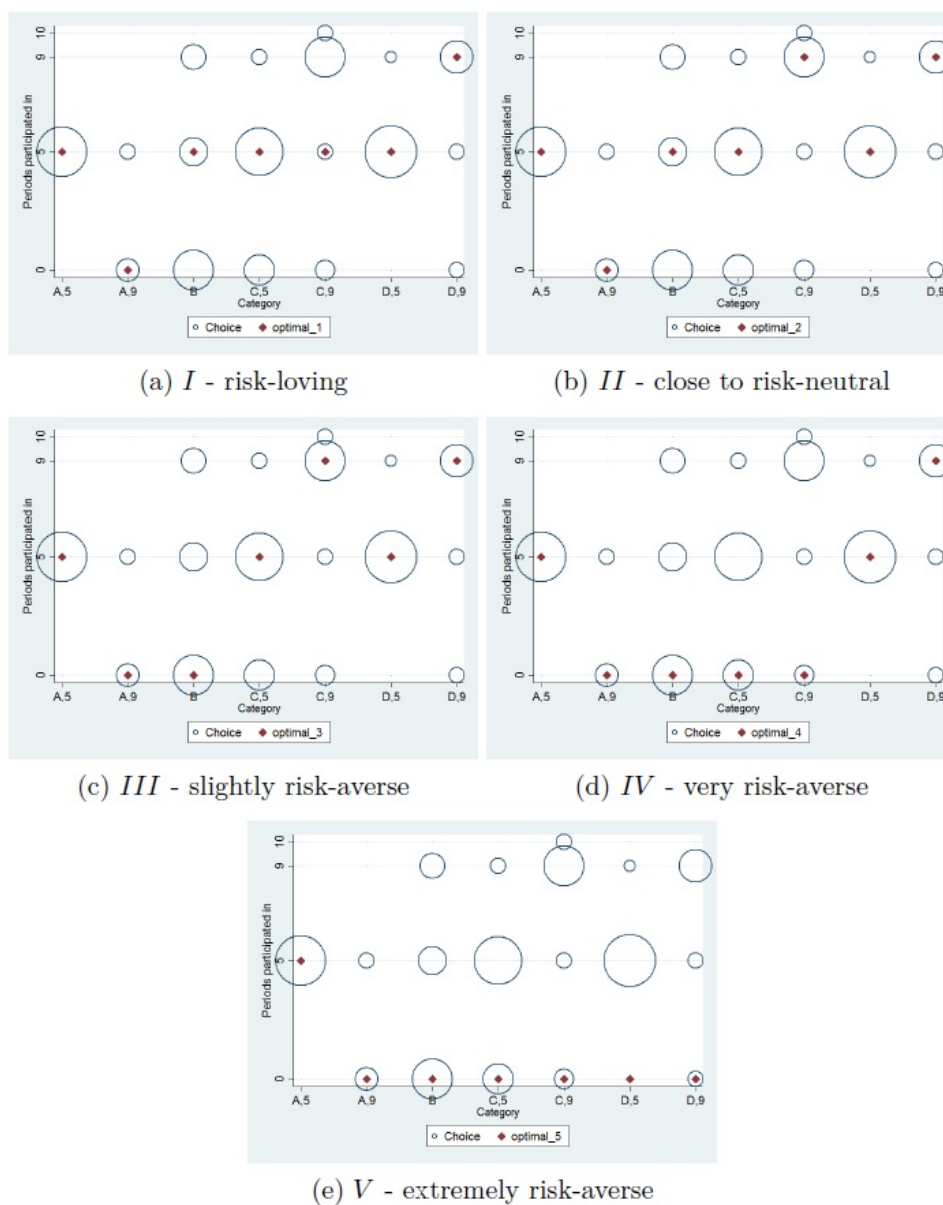 10
9
5
0
Periods participated in
A,5 A,9 B C,5 C,9 D,5 D,9
Category
Choice optimal_1
(a) I - risk-loving
10
9
5
0
Periods participated in
A,5 A,9 B C,5 C,9 D,5 D,9
Category
Choice optimal_2
(b) II - close to risk-neutral
10
9
5
0
Periods participated in
A,5 A,9 B C,5 C,9 D,5 D,9
Category
Choice optimal_3
(c) III - slightly risk-averse
10
9
5
0
Periods participated in
A,5 A,9 B C,5 C,9 D,5 D,9
Category
Choice optimal_4
(d) IV - very risk-averse
10
9
5
0
Periods participated in
A,5 A,9 B C,5 C,9 D,5 D,9
Category
Choice optimal_5
(e) V - extremely risk-averse